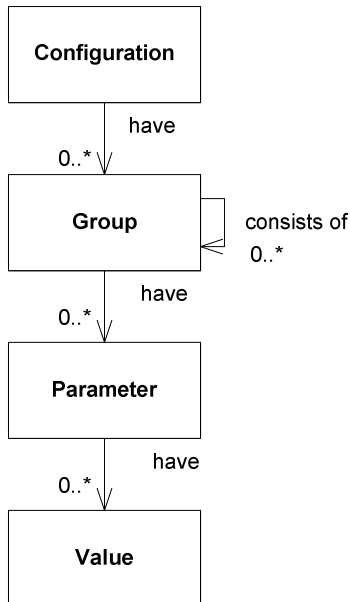 Configuration
have
0..*
Group
consists of
0..*
have
0..*
Parameter
have
0..*
Value